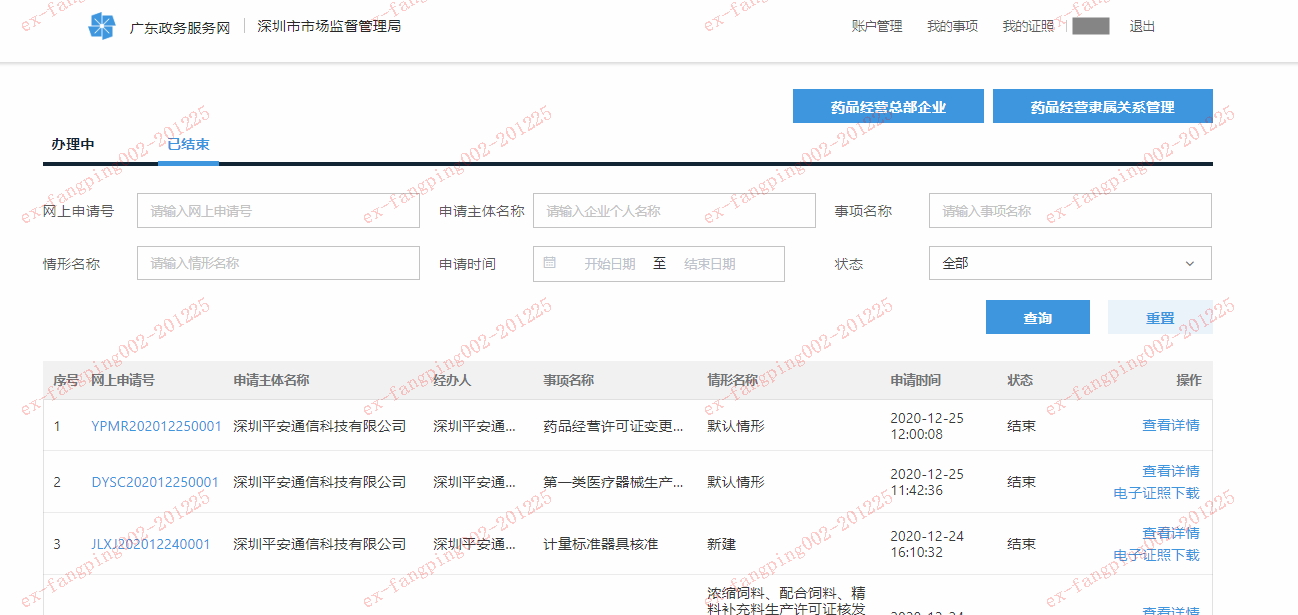 广东政务服务网 深圳市市场监督管理局 账户管理 我的事项 我的证照 退出
药品经营总部企业 药品经营隶属关系管理
办理中 已结束
网上申请号 请输入网上申请号 申请主体名称 请输入企业个人名称 事项名称 请输入事项名称
情形名称 请输入情形名称 申请时间 开始日期 至 结束日期 状态 全部
查询 重置
序号 网上申请号 申请主体名称 经办人 事项名称 情形名称 申请时间 状态 操作
1 YPMR202012250001 深圳平安通信科技有限公司 深圳平安通... 药品经营许可证变更... 默认情形 2020-12-25 12:00:08 结束 查看详情
2 DYSC202012250001 深圳平安通信科技有限公司 深圳平安通... 第一类医疗器械生产... 默认情形 2020-12-25 11:42:36 结束 查看详情
电子证照下载
3 JLXJ202012240001 深圳平安通信科技有限公司 深圳平安通... 计量标准器具核准 新建 2020-12-24 16:10:32 结束 查看详情
电子证照下载
浓缩饲料、配合饲料、精
料补充料生产许可证核发
2020-12-24 查看详情
ex-fangping002-201225